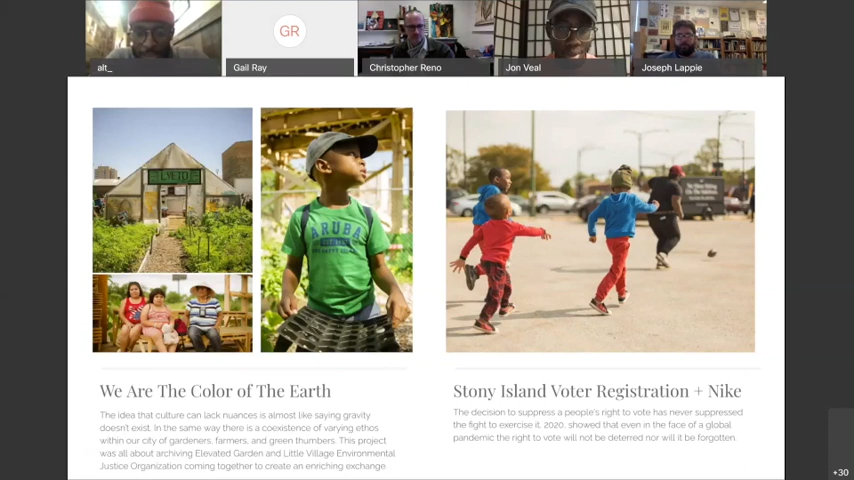 GR
alt_
Gail Ray
Christopher Reno
Jon Veal
Joseph Lappie
LVEJO
ARUBA
We Are The Color of The Earth
The idea that culture can lack nuances is almost like saying gravity
doesn't exist. In the same way there is a coexistence of varying ethos
within our city of gardeners, farmers, and green thumbers. This project
was all about archiving Elevated Garden and Little Village Environmental
Justice Organization coming together to create an enriching exchange.
Stony Island Voter Registration + Nike
The decision to suppress a people's right to vote has never suppressed
the fight to exercise it. 2020, showed that even in the face of a global
pandemic the right to vote will not be deterred nor will it be forgotten.
+30